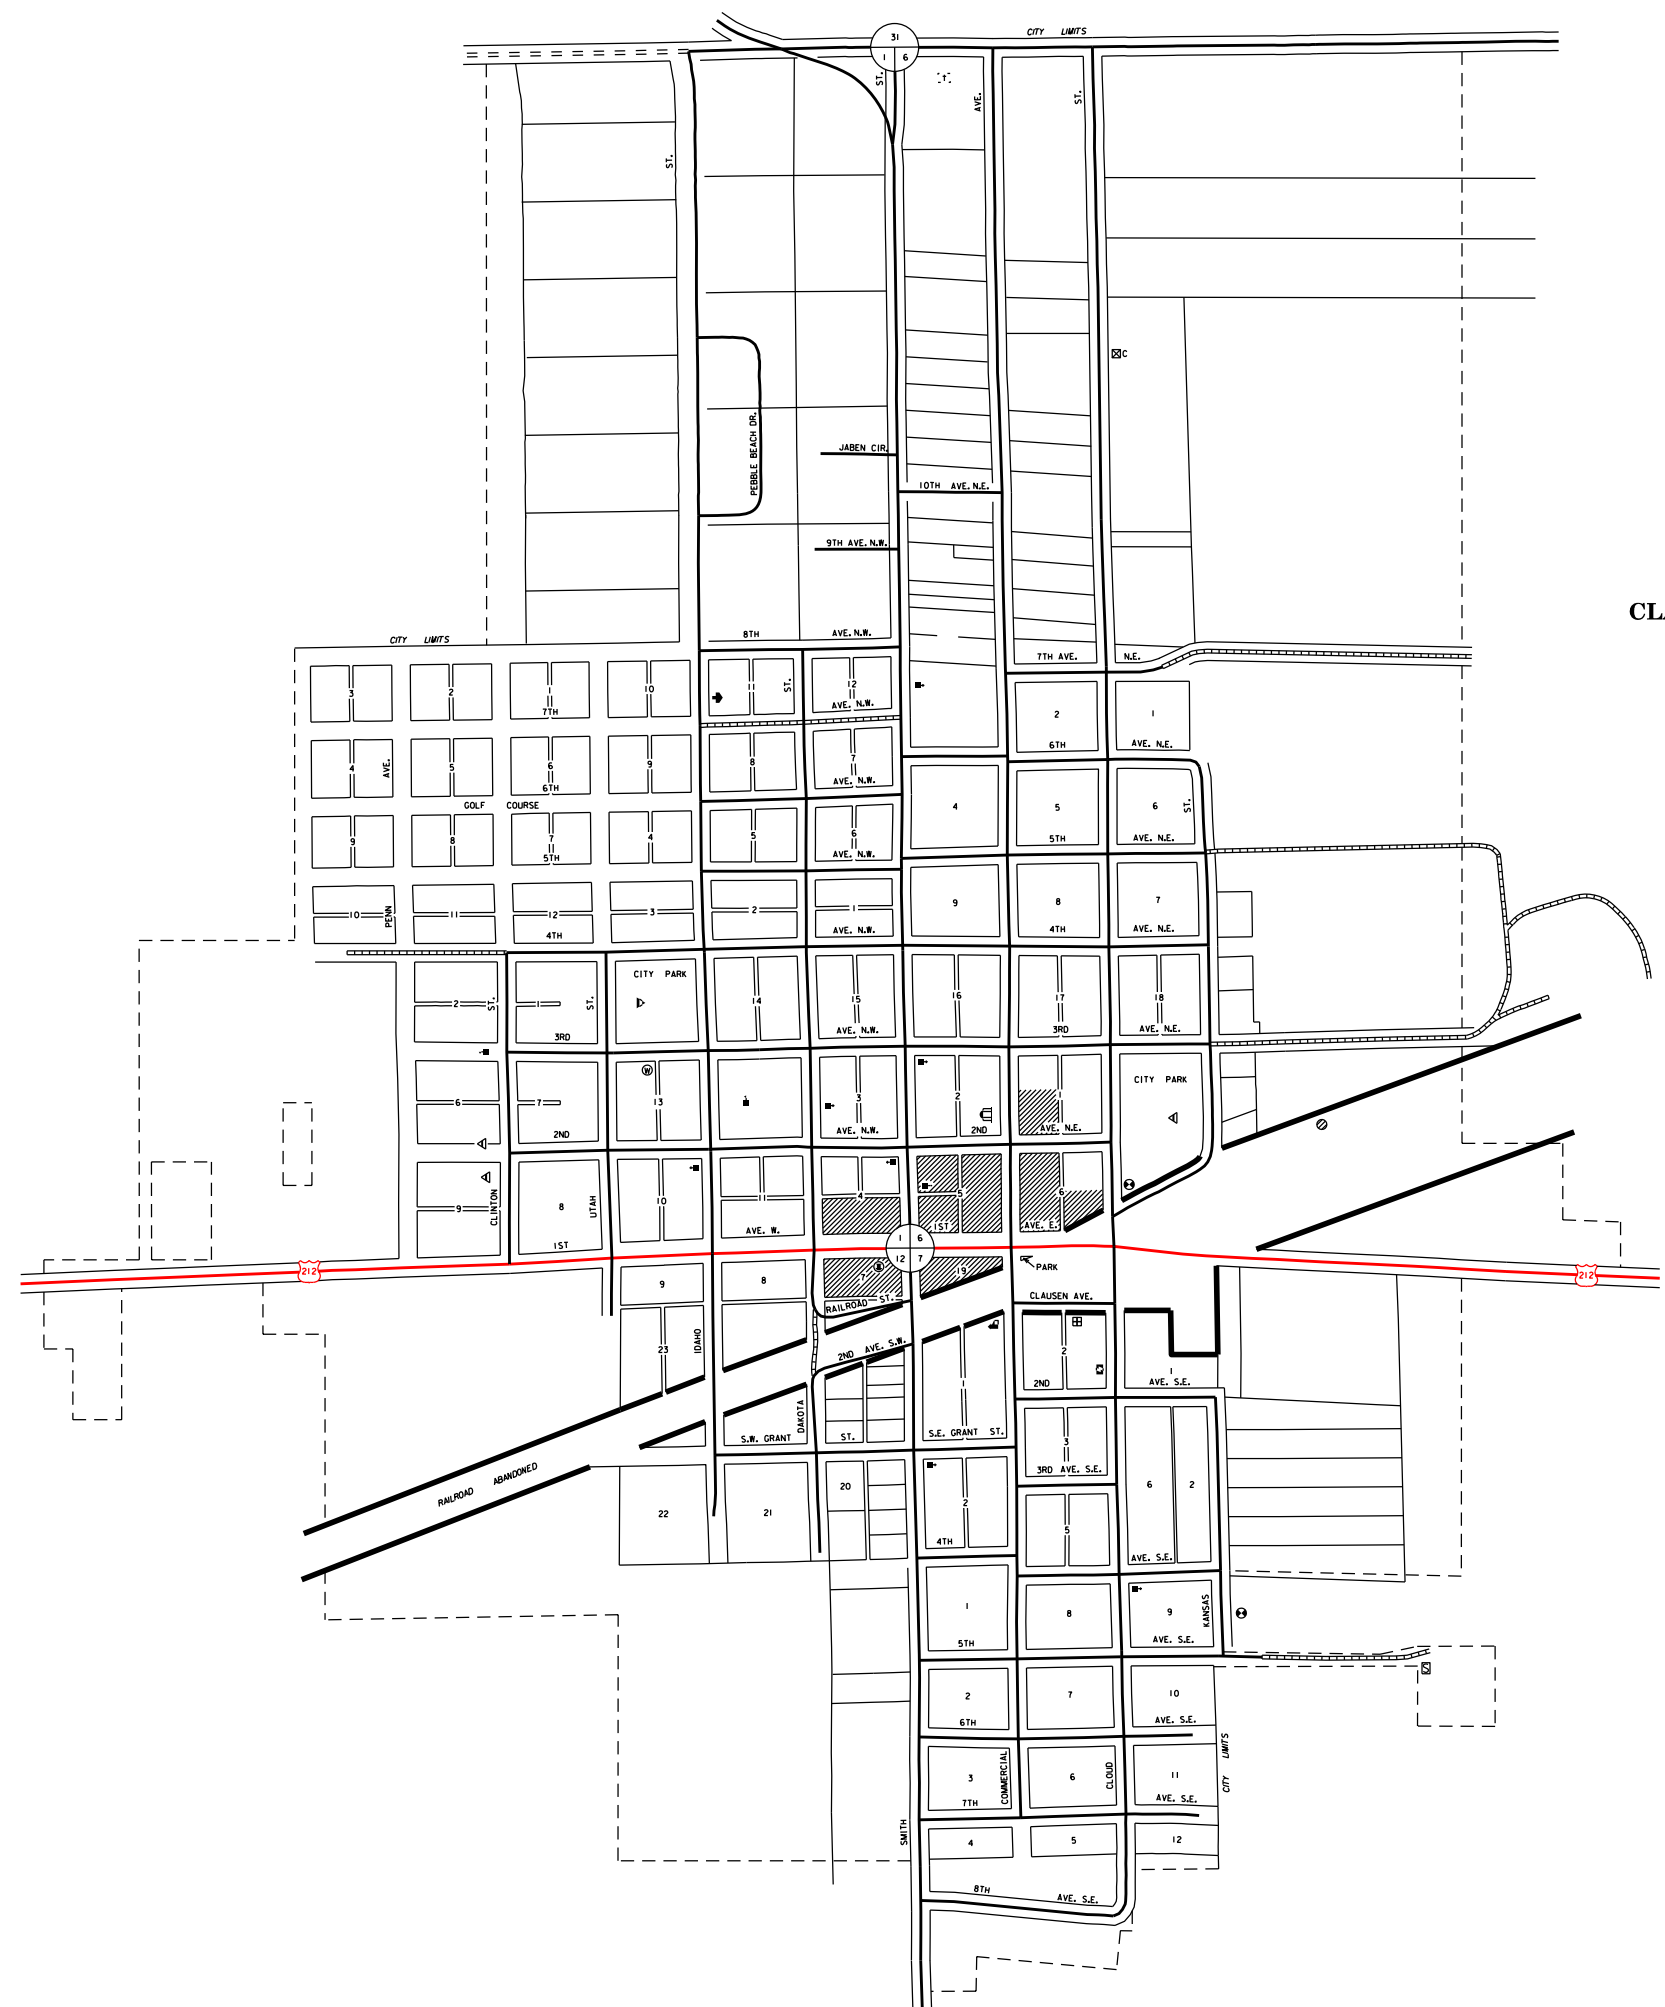 31
CITY LIMITS
1 6
ST.
AVE.
ST.
ST.
C
PEBBLE BEACH DR.
JABEN CIR.
10TH AVE. N.E.
9TH AVE. N.W.
CITY LIMITS
8TH AVE. N.W.
7TH AVE. N.E.
3 2 1 10 11 ST. 12
7TH AVE. N.W.
2 1
6TH AVE. N.E.
4 AVE. 5 6 9 8 7
6TH AVE. N.W.
GOLF COURSE
4 5 6 ST.
5TH AVE. N.E.
9 8 7 4 5 6
5TH AVE. N.W.
10 PENN 11 12 3 2 1
4TH AVE. N.W.
9 8 7
4TH AVE. N.E.
CITY PARK
2 ST. 1 ST. 14 15 16 17 18
3RD AVE. N.W. 3RD AVE. N.E.
W
CITY PARK
6 7 13 3 2 1
2ND AVE. N.W. 2ND AVE. N.E.
9 CLINTON 8 UTAH 10 11 4 5 6
1ST AVE. W. 1ST AVE. E.
1 6
12 7
212
212
PARK
9 8 7 19
RAILROAD ST.
CLAUSEN AVE.
23 IDAHO
2ND AVE. S.W.
1 2 1
2ND AVE. S.E.
DAKOTA
S.W. GRANT ST.
S.E. GRANT ST.
3
3RD AVE. S.E.
RAILROAD ABANDONED
22 21 20 2 5 6 2
4TH AVE. S.E.
1 8 9 KANSAS
5TH AVE. S.E.
2 7 10
6TH AVE. S.E.
3 COMMERCIAL 6 CLOUD 11
7TH AVE. S.E.
CITY LIMITS
SMITH
4 5 12
8TH AVE. S.E.